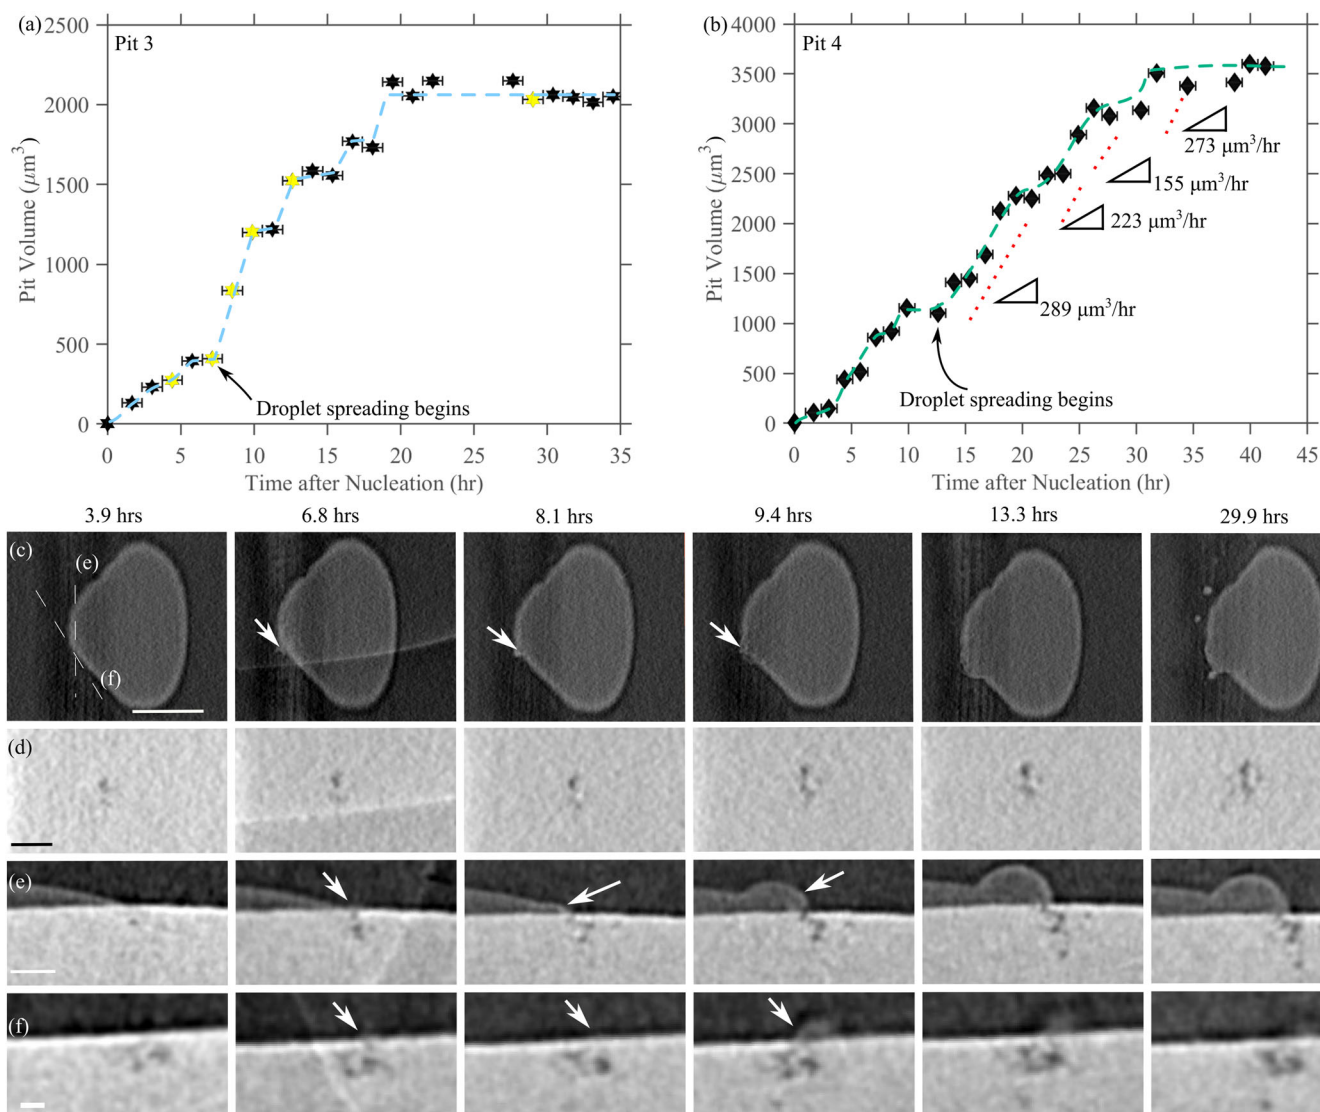 (a)
Pit 3
2500
2000
1500
1000
500
0
Pit Volume (μm³)
Droplet spreading begins
0 5 10 15 20 25 30 35
Time after Nucleation (hr)
(b)
Pit 4
4000
3500
3000
2500
2000
1500
1000
500
0
Pit Volume (μm³)
273 μm³/hr
155 μm³/hr
223 μm³/hr
289 μm³/hr
Droplet spreading begins
0 5 10 15 20 25 30 35 40 45
Time after Nucleation (hr)
3.9 hrs 6.8 hrs 8.1 hrs 9.4 hrs 13.3 hrs 29.9 hrs
(c)
(e)
(f)
(d)
(e)
(f)